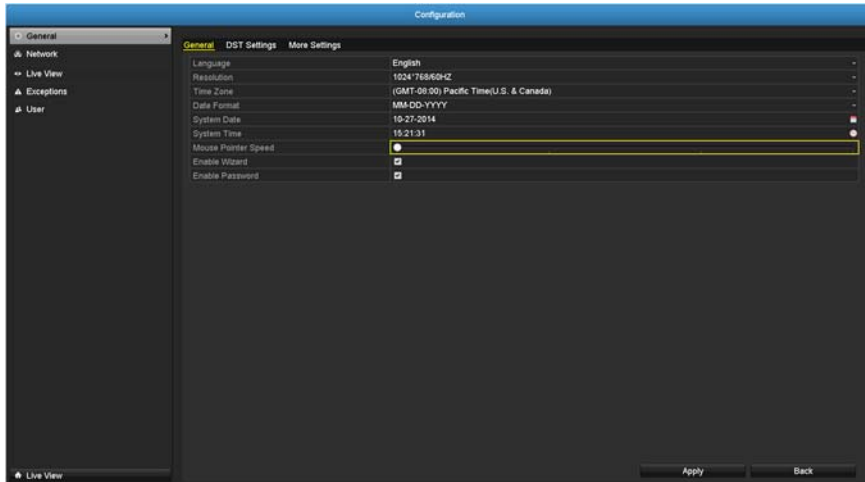 Configuration
General
Network
Live View
Exceptions
User
Live View
General DST Settings More Settings
Language English
Resolution 1024*768/60HZ
Time Zone (GMT-08:00) Pacific Time(U.S. & Canada)
Date Format MM-DD-YYYY
System Date 10-27-2014
System Time 15:21:31
Mouse Pointer Speed
Enable Wizard
Enable Password
Apply Back